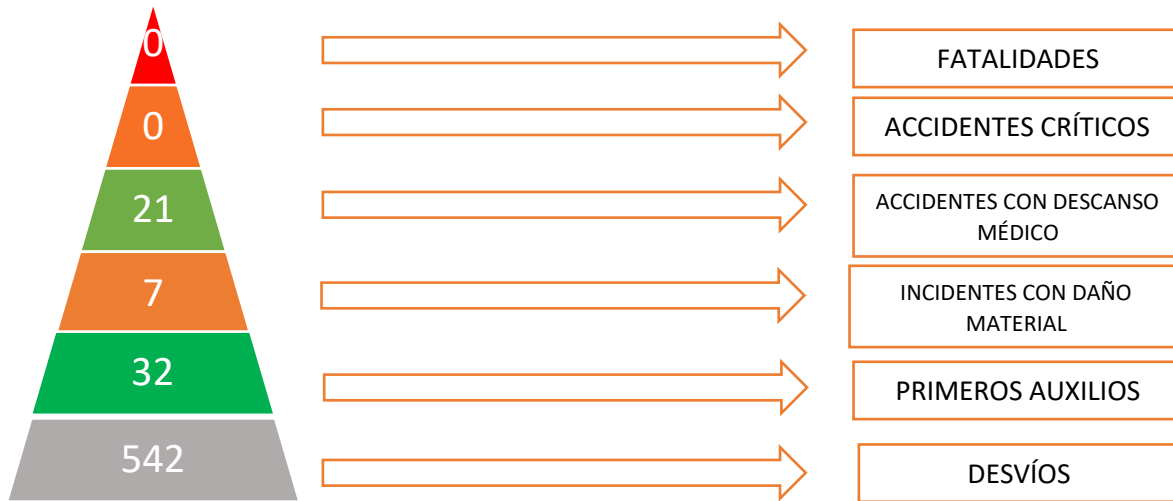 0
FATALIDADES
0
ACCIDENTES CRÍTICOS
21
ACCIDENTES CON DESCANSO
MÉDICO
7
INCIDENTES CON DAÑO
MATERIAL
32
PRIMEROS AUXILIOS
542
DESVÍOS